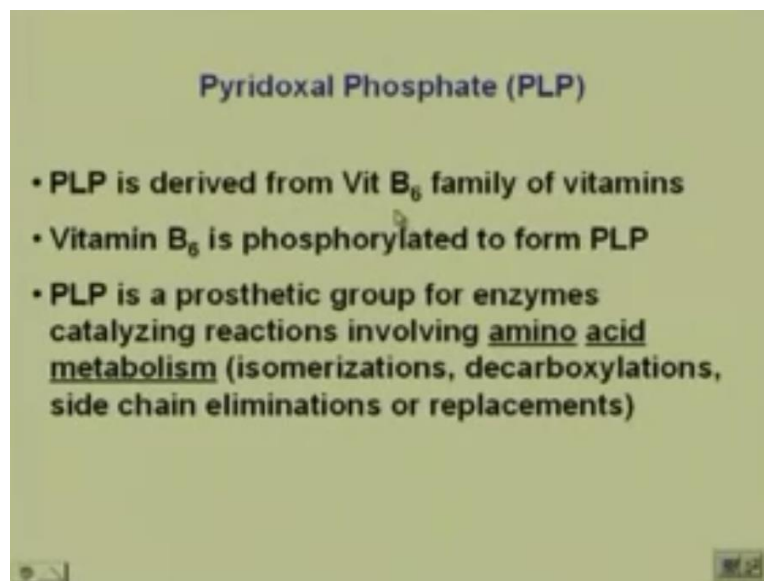 Pyridoxal Phosphate (PLP)
• PLP is derived from Vit B₆ family of vitamins
• Vitamin B₆ is phosphorylated to form PLP
• PLP is a prosthetic group for enzymes
catalyzing reactions involving amino acid
metabolism (isomerizations, decarboxylations,
side chain eliminations or replacements)